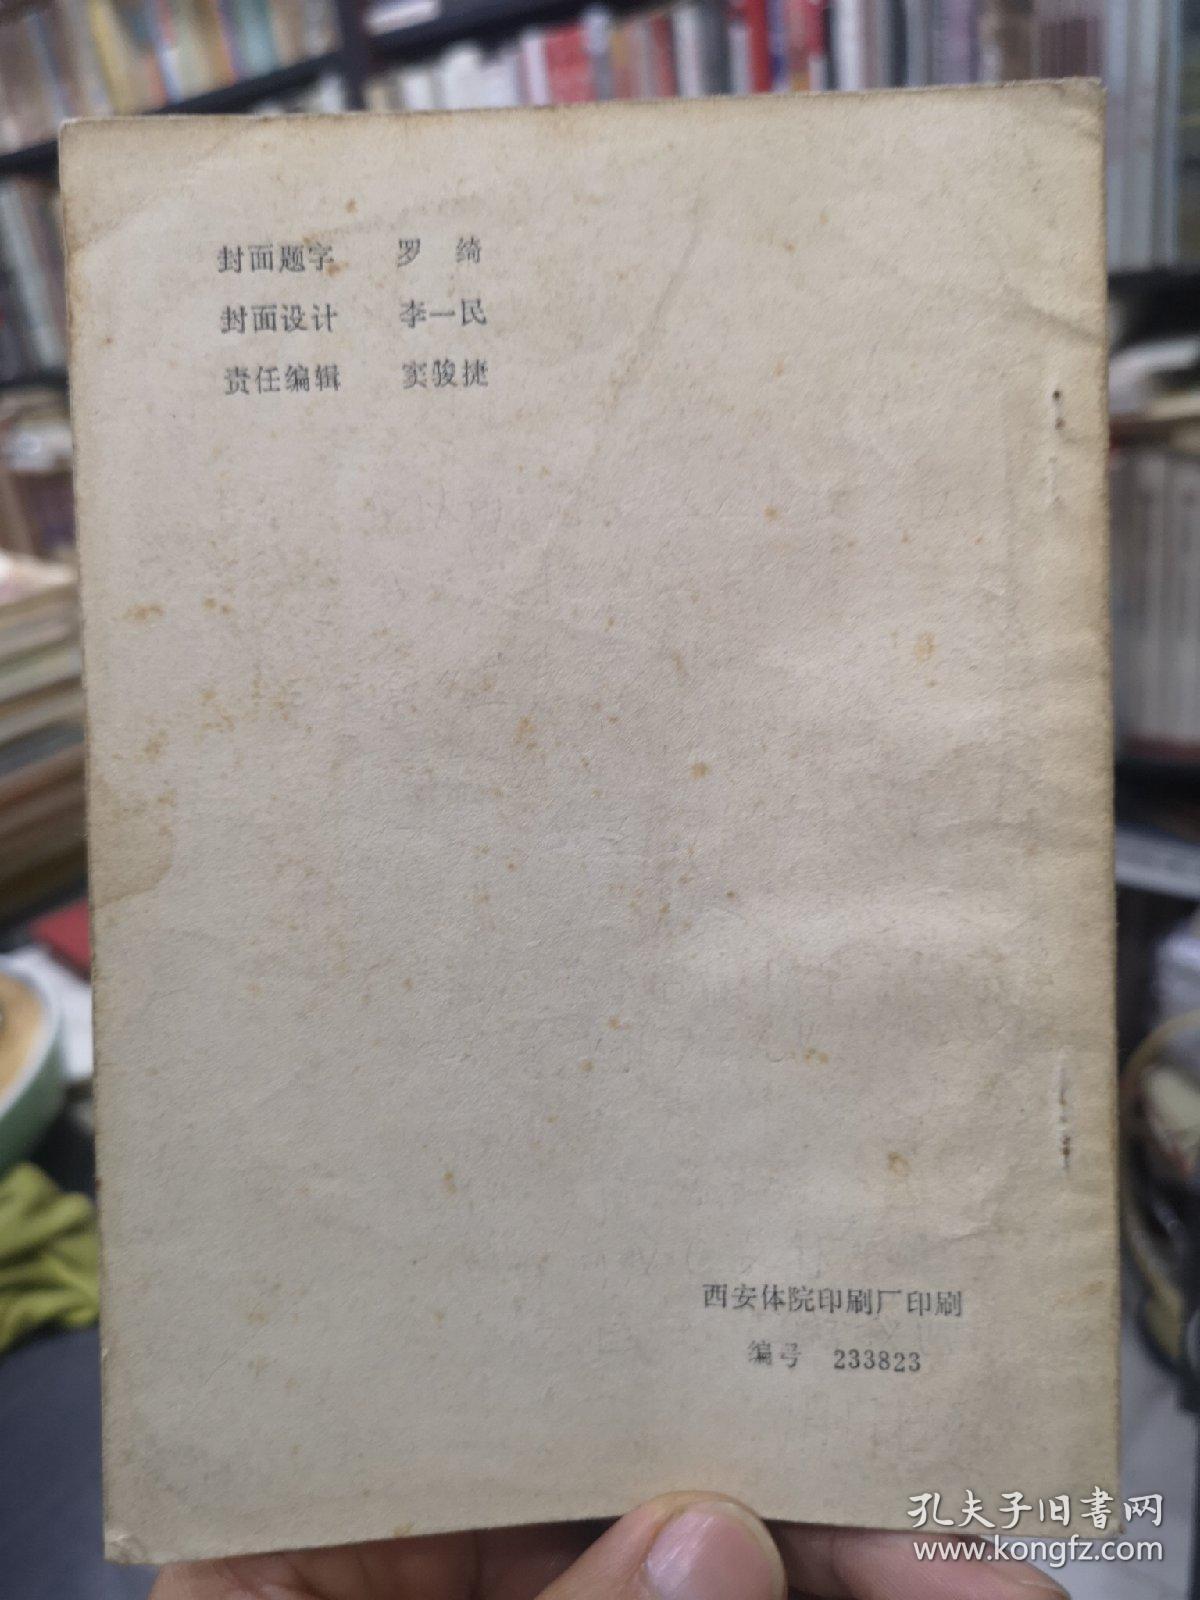 封面题字 罗 绮
封面设计 李一民
责任编辑 窦骏捷
西安体院印刷厂印刷
编号 233823
孔夫子旧書网
www.kongfz.com